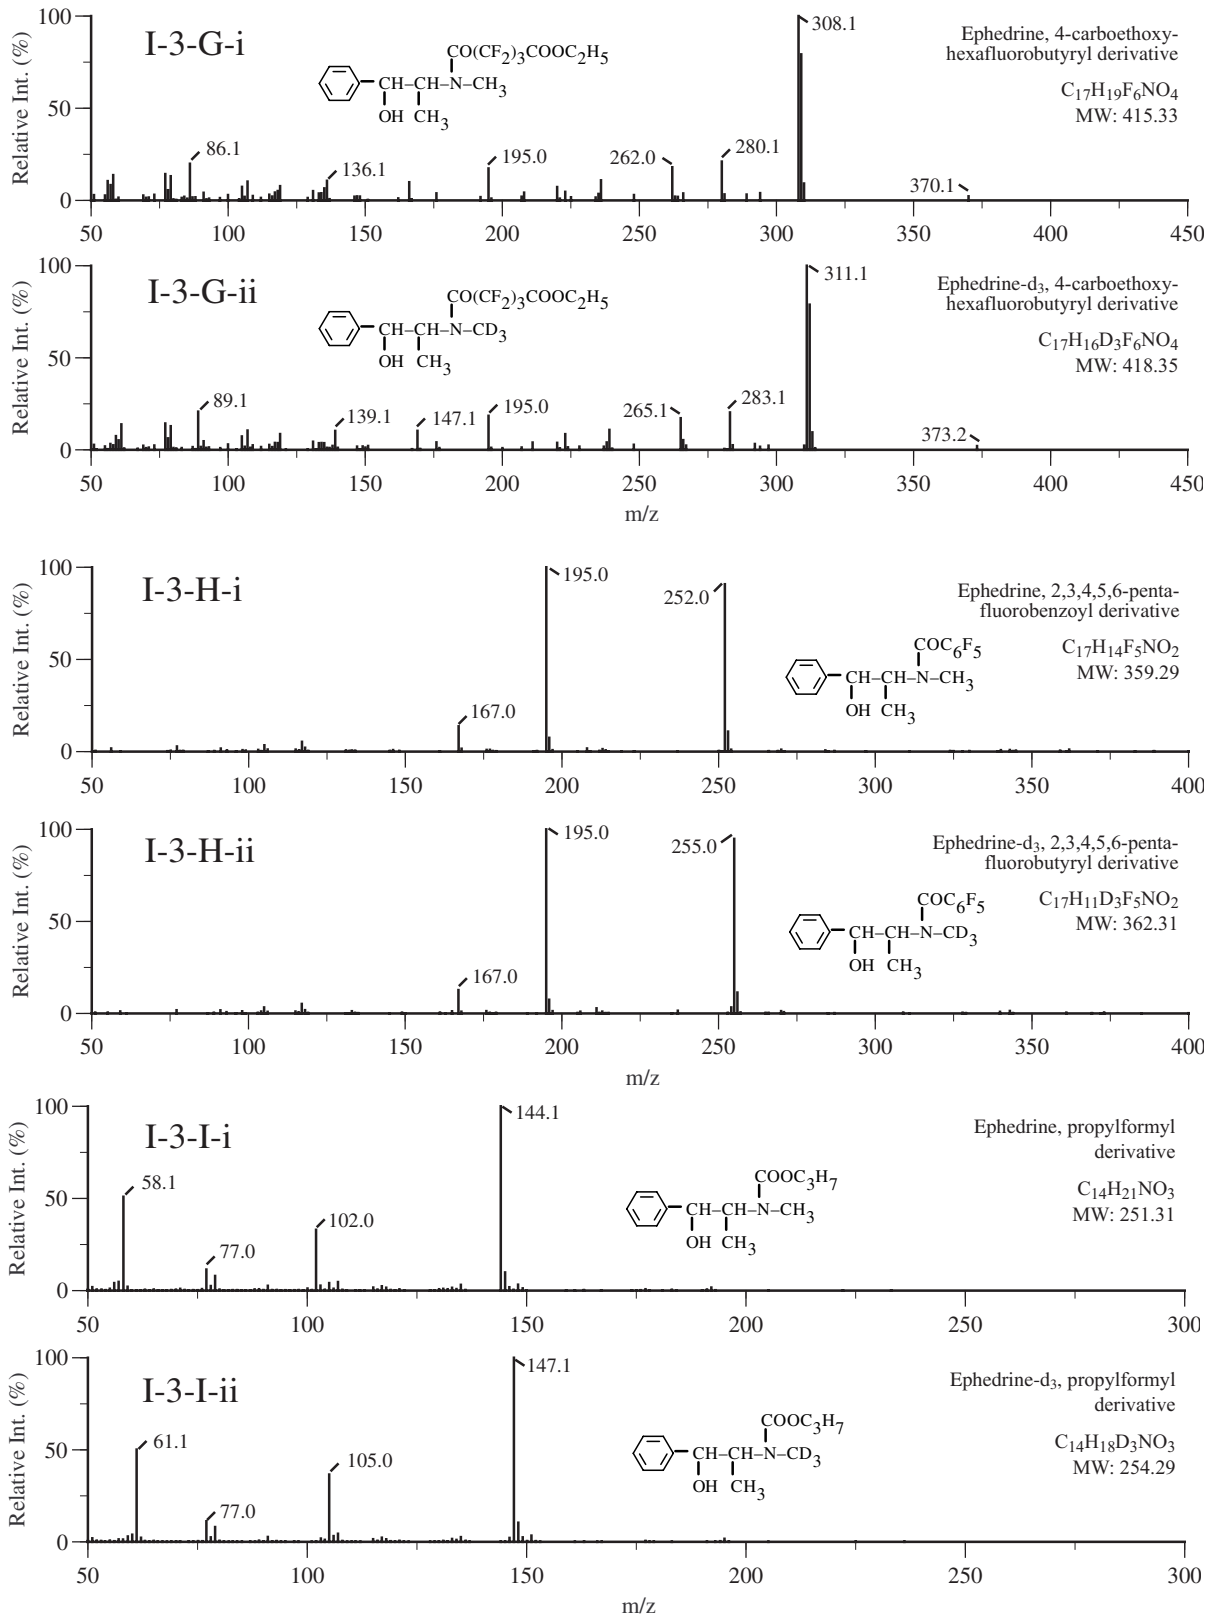 Relative Int. (%)
100
50
0
I-3-G-i
CO(CF2)3COOC2H5
CH–CH–N–CH3
OH CH3
308.1
86.1
136.1
195.0
262.0
280.1
370.1
Ephedrine, 4-carboethoxy-
hexafluorobutyryl derivative
C17H19F6NO4
MW: 415.33
50 100 150 200 250 300 350 400 450
Relative Int. (%)
100
50
0
I-3-G-ii
CO(CF2)3COOC2H5
CH–CH–N–CD3
OH CH3
311.1
89.1
139.1
147.1
195.0
265.1
283.1
373.2
Ephedrine-d3, 4-carboethoxy-
hexafluorobutyryl derivative
C17H16D3F6NO4
MW: 418.35
50 100 150 200 250 300 350 400 450
m/z
Relative Int. (%)
100
50
0
I-3-H-i
195.0
252.0
167.0
Ephedrine, 2,3,4,5,6-penta-
fluorobenzoyl derivative
C17H14F5NO2
MW: 359.29
COC6F5
CH–CH–N–CH3
OH CH3
50 100 150 200 250 300 350 400
Relative Int. (%)
100
50
0
I-3-H-ii
195.0
255.0
167.0
Ephedrine-d3, 2,3,4,5,6-penta-
fluorobutyryl derivative
C17H11D3F5NO2
MW: 362.31
COC6F5
CH–CH–N–CD3
OH CH3
50 100 150 200 250 300 350 400
m/z
Relative Int. (%)
100
50
0
I-3-I-i
144.1
58.1
77.0
102.0
Ephedrine, propylformyl
derivative
C14H21NO3
MW: 251.31
COOC3H7
CH–CH–N–CH3
OH CH3
50 100 150 200 250 300
Relative Int. (%)
100
50
0
I-3-I-ii
147.1
61.1
77.0
105.0
Ephedrine-d3, propylformyl
derivative
C14H18D3NO3
MW: 254.29
COOC3H7
CH–CH–N–CD3
OH CH3
50 100 150 200 250 300
m/z